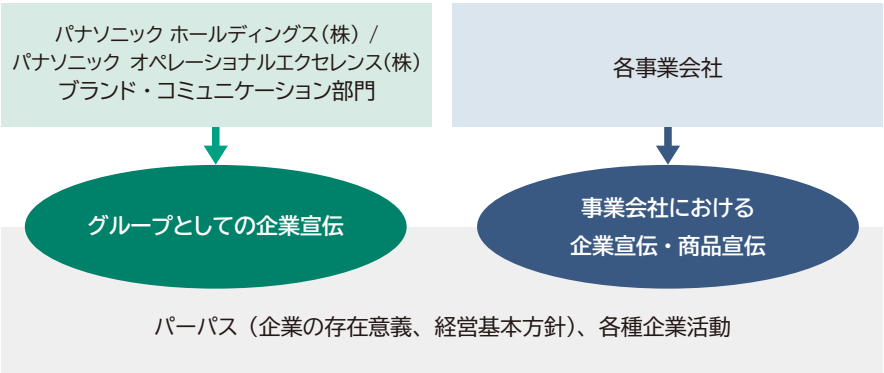 パナソニック ホールディングス(株) /
パナソニック オペレーショナルエクセレンス(株)
ブランド・コミュニケーション部門
各事業会社
グループとしての企業宣伝
事業会社における
企業宣伝・商品宣伝
パーパス（企業の存在意義、経営基本方針）、各種企業活動